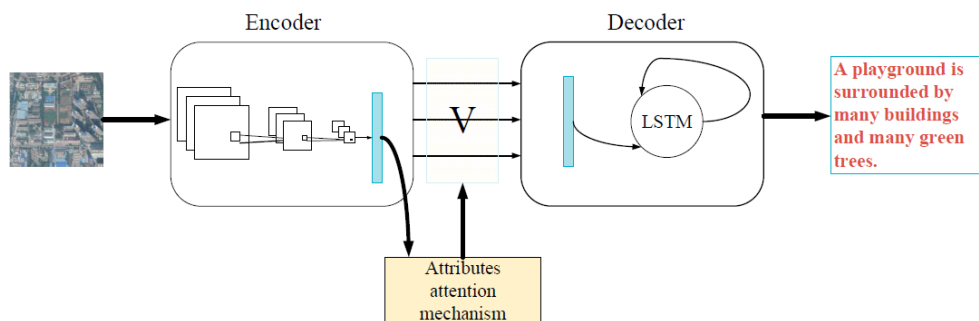 Encoder
Decoder
V
LSTM
A playground is
surrounded by
many buildings
and many green
trees.
Attributes
attention
mechanism